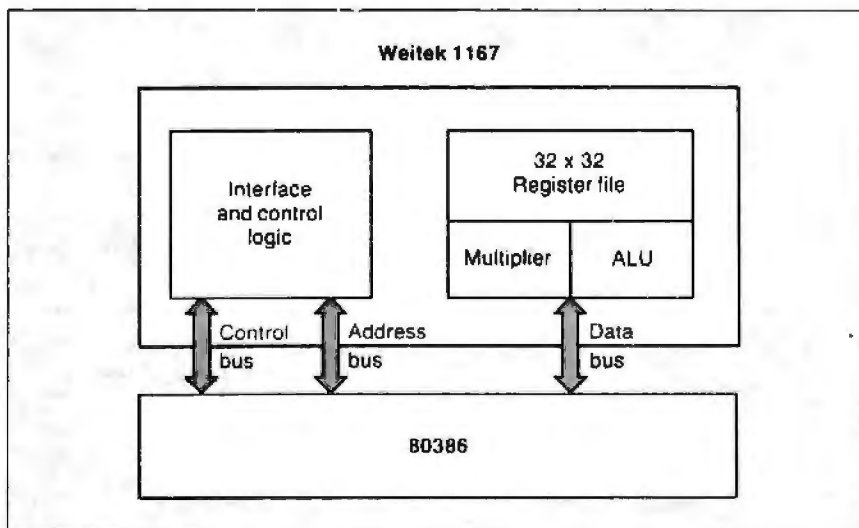 Weitek 1167
Interface
and control
logic
32 x 32
Register file
Multiplier
ALU
Control
bus
Address
bus
Data
bus
80386